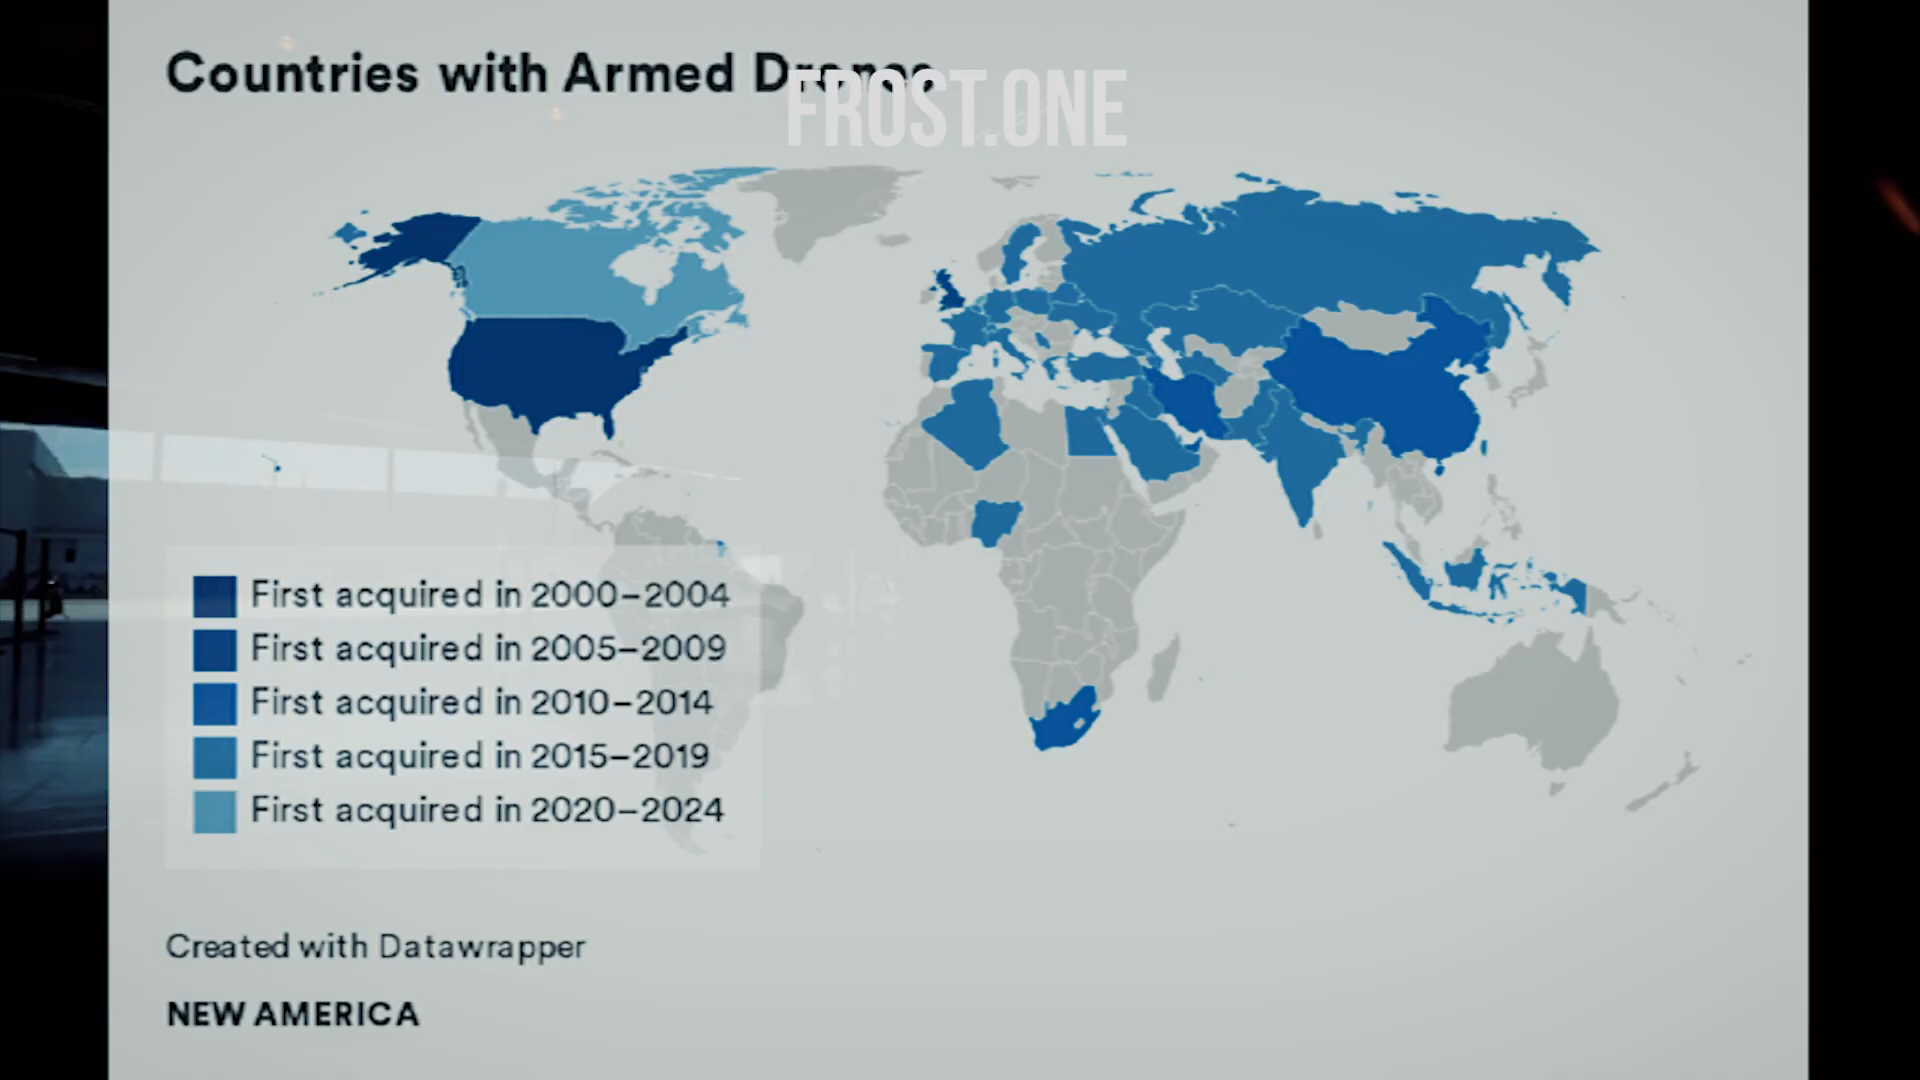 Countries with Armed Drones
FROST.ONE
First acquired in 2000–2004
First acquired in 2005–2009
First acquired in 2010–2014
First acquired in 2015–2019
First acquired in 2020–2024
Created with Datawrapper
NEW AMERICA